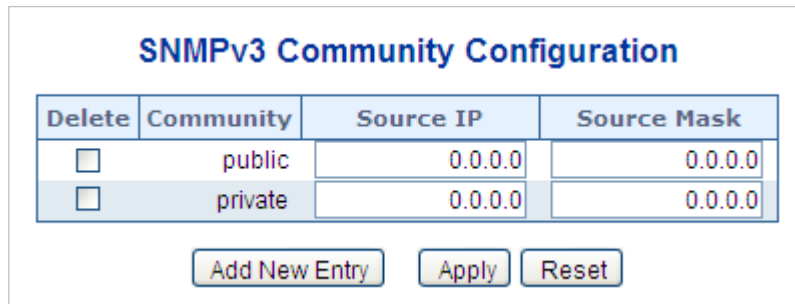 SNMPv3 Community Configuration
Delete Community Source IP Source Mask
public 0.0.0.0 0.0.0.0
private 0.0.0.0 0.0.0.0
Add New Entry Apply Reset